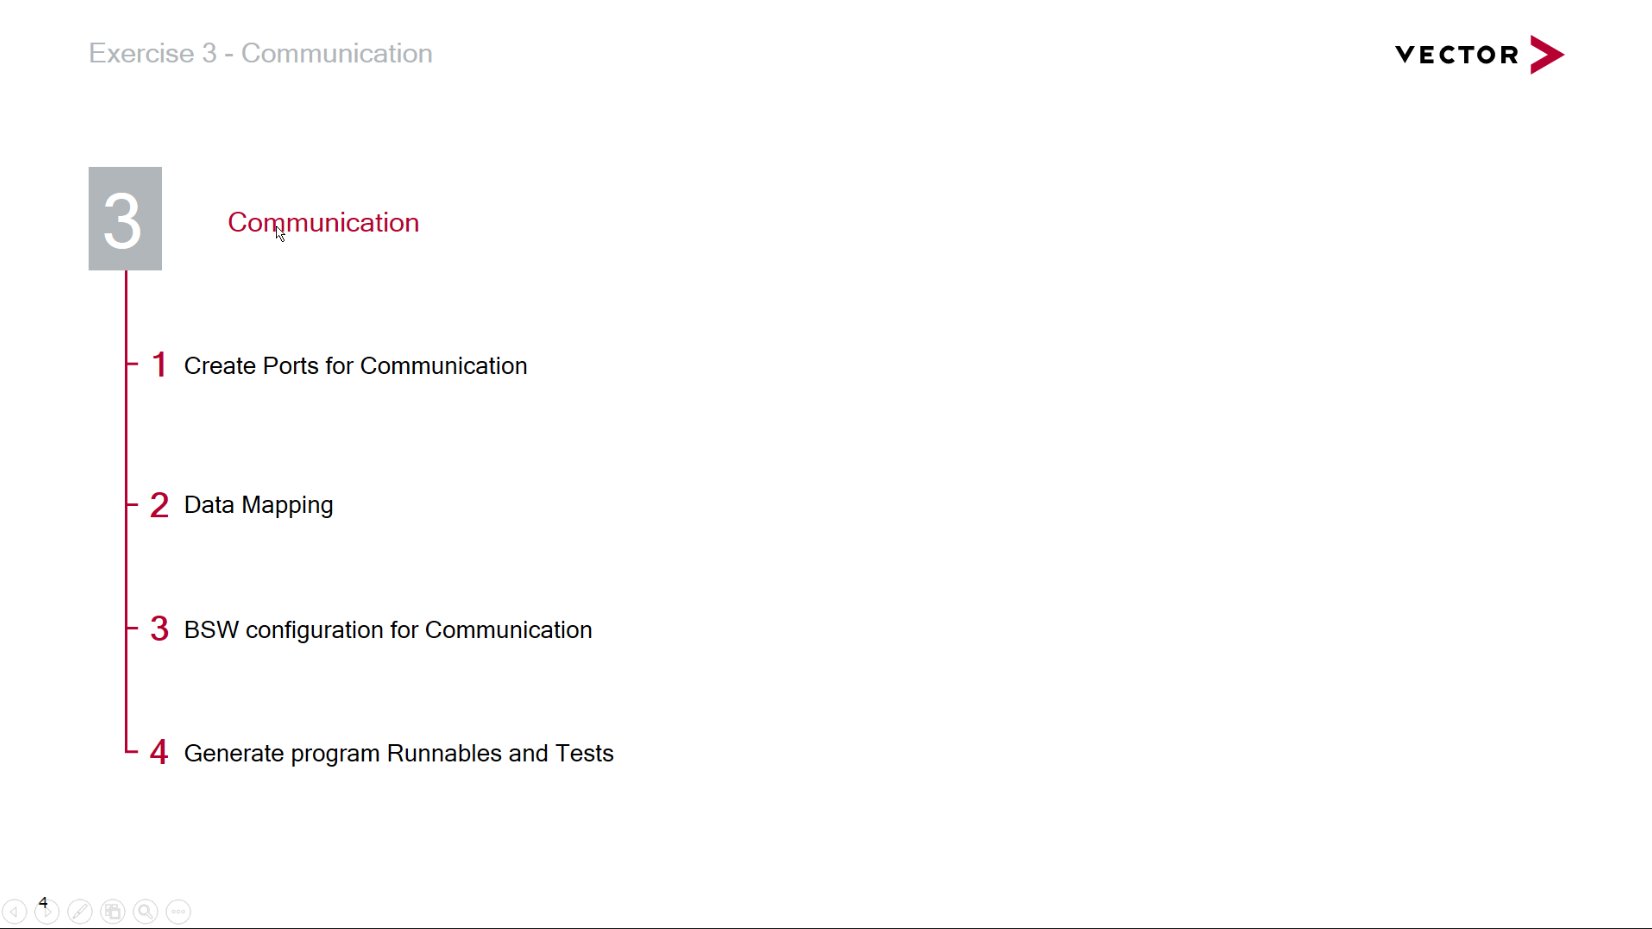 Exercise 3 - Communication
VECTOR
3
Communication
1 Create Ports for Communication
2 Data Mapping
3 BSW configuration for Communication
4 Generate program Runnables and Tests
4